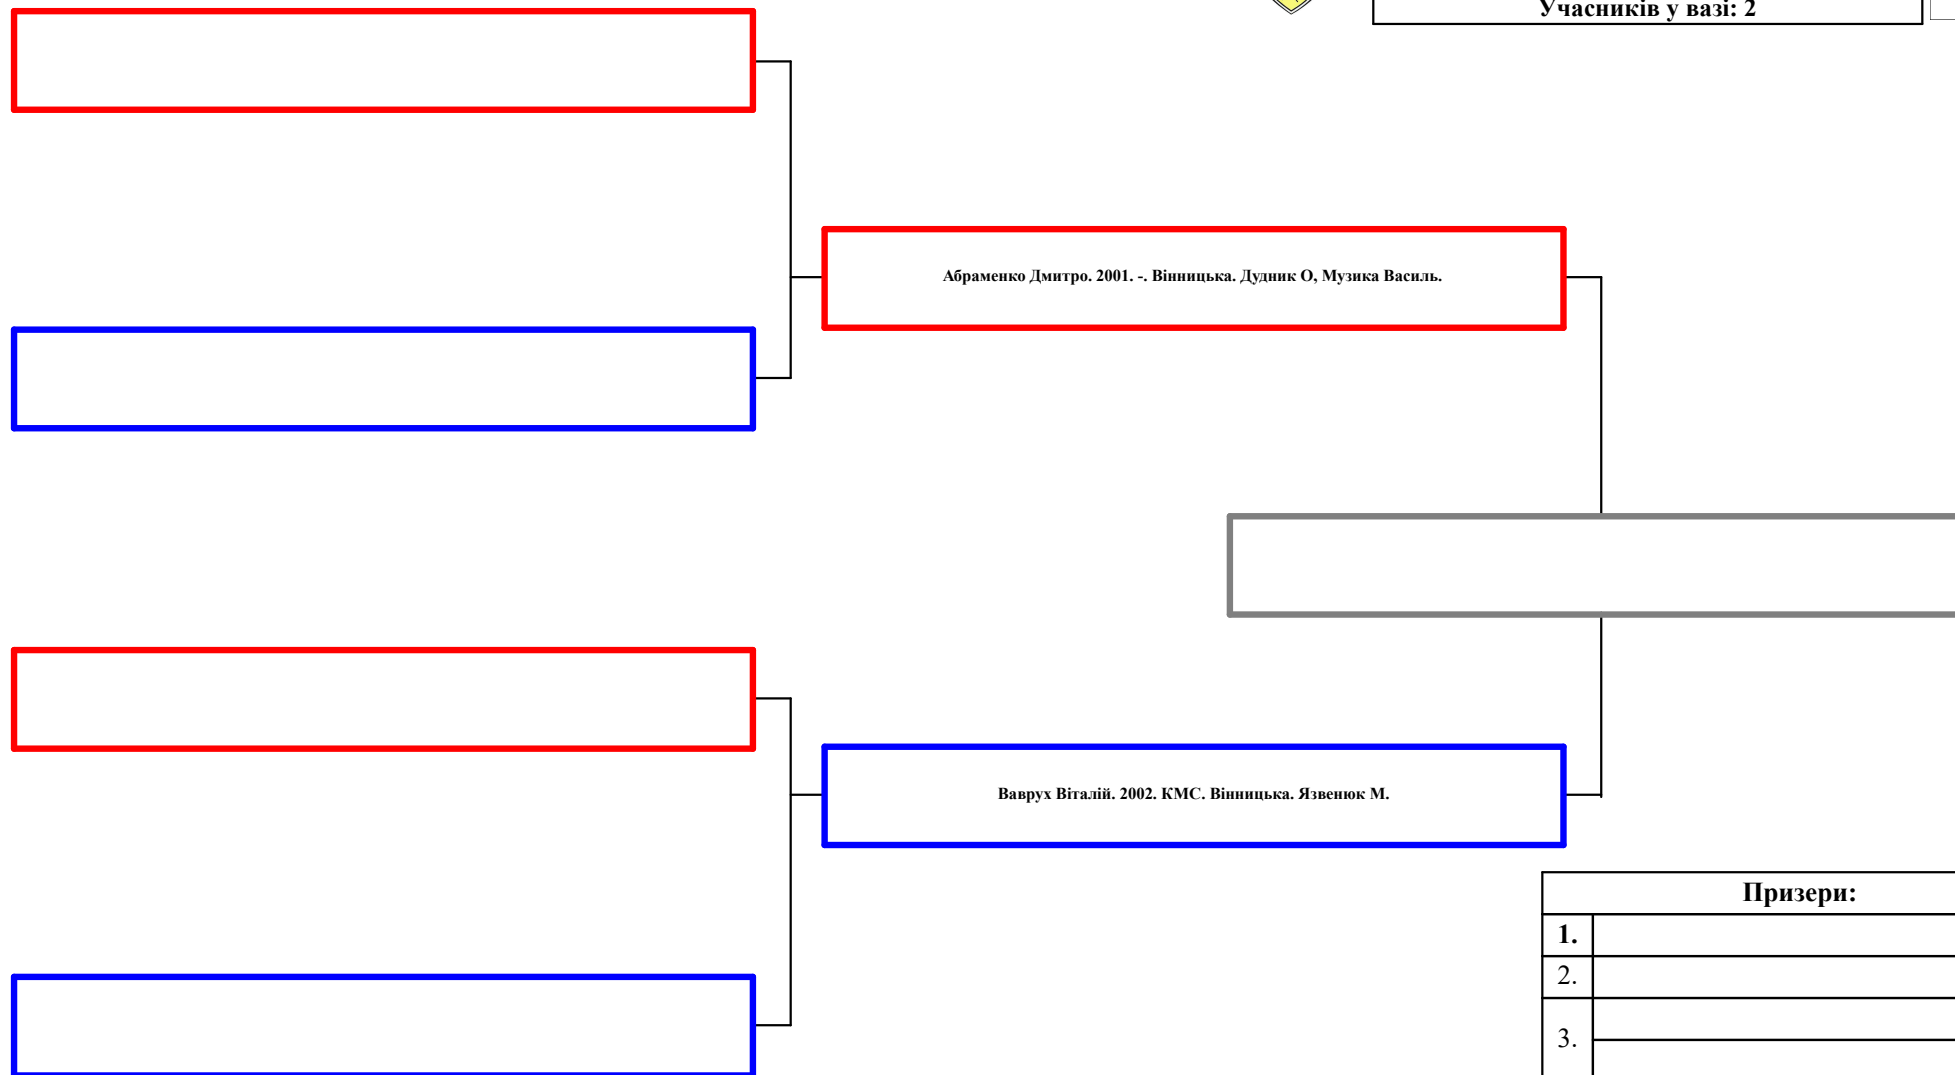 Учасників у вазі: 2
Абраменко Дмитро. 2001. -. Вінницька. Дудник О, Музика Василь.
Ваврух Віталій. 2002. КМС. Вінницька. Язвенюк М.
Призери:
1.
2.
3.